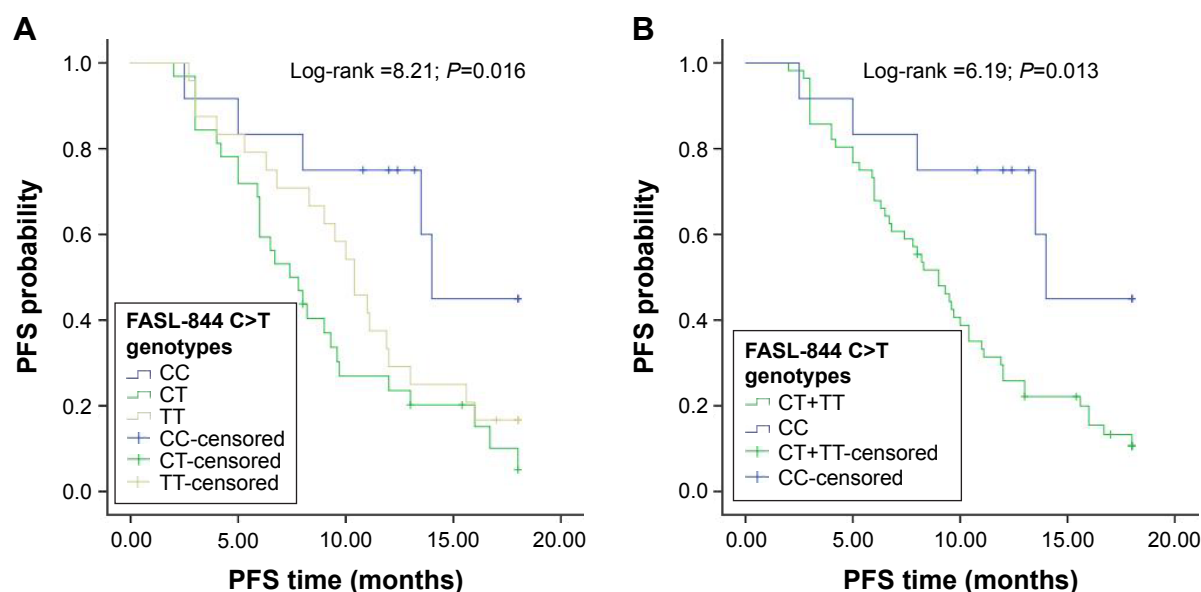 A
Log-rank =8.21; P=0.016
1.0
0.8
0.6
0.4
0.2
0.0
PFS probability
FASL-844 C>T
genotypes
CC
CT
TT
CC-censored
CT-censored
TT-censored
0.00 5.00 10.00 15.00 20.00
PFS time (months)
B
Log-rank =6.19; P=0.013
1.0
0.8
0.6
0.4
0.2
0.0
PFS probability
FASL-844 C>T
genotypes
CT+TT
CC
CT+TT-censored
CC-censored
0.00 5.00 10.00 15.00 20.00
PFS time (months)